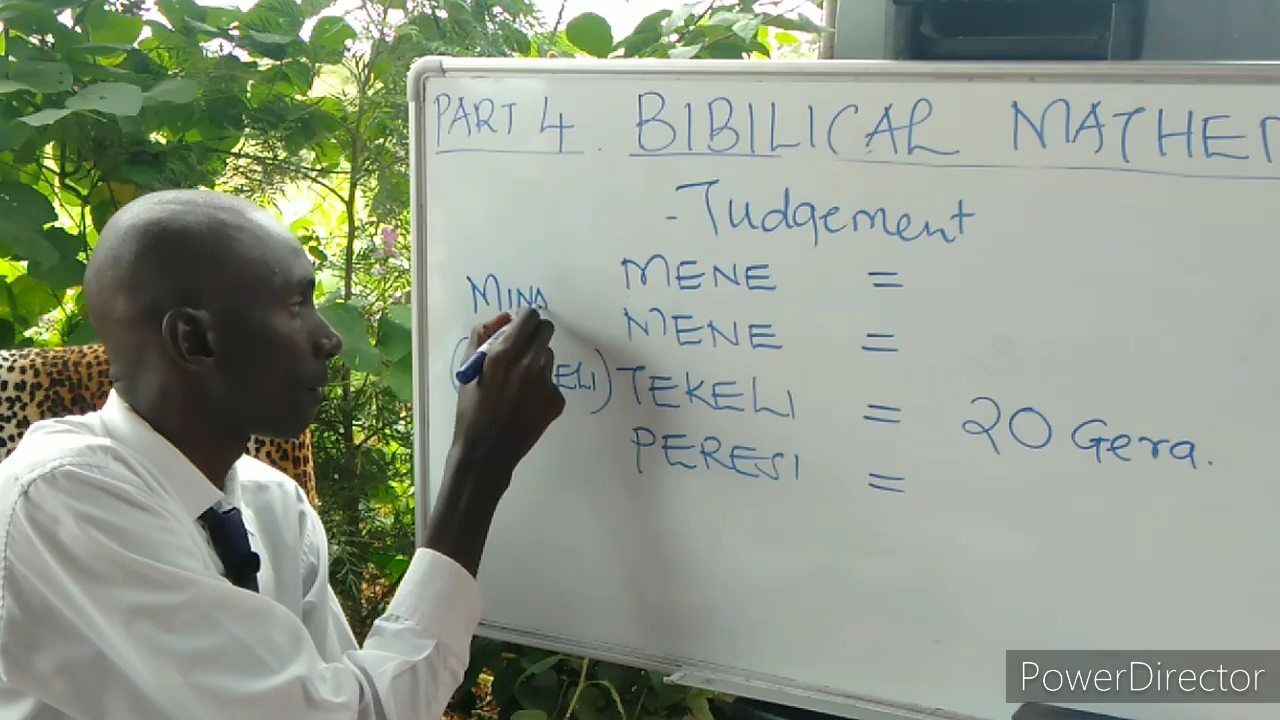 PART 4. BIBILICAL MATHE
- Judgement
MENE =
MINA MENE =
TEKELI = 20 Gera.
PERESI =
PowerDirector